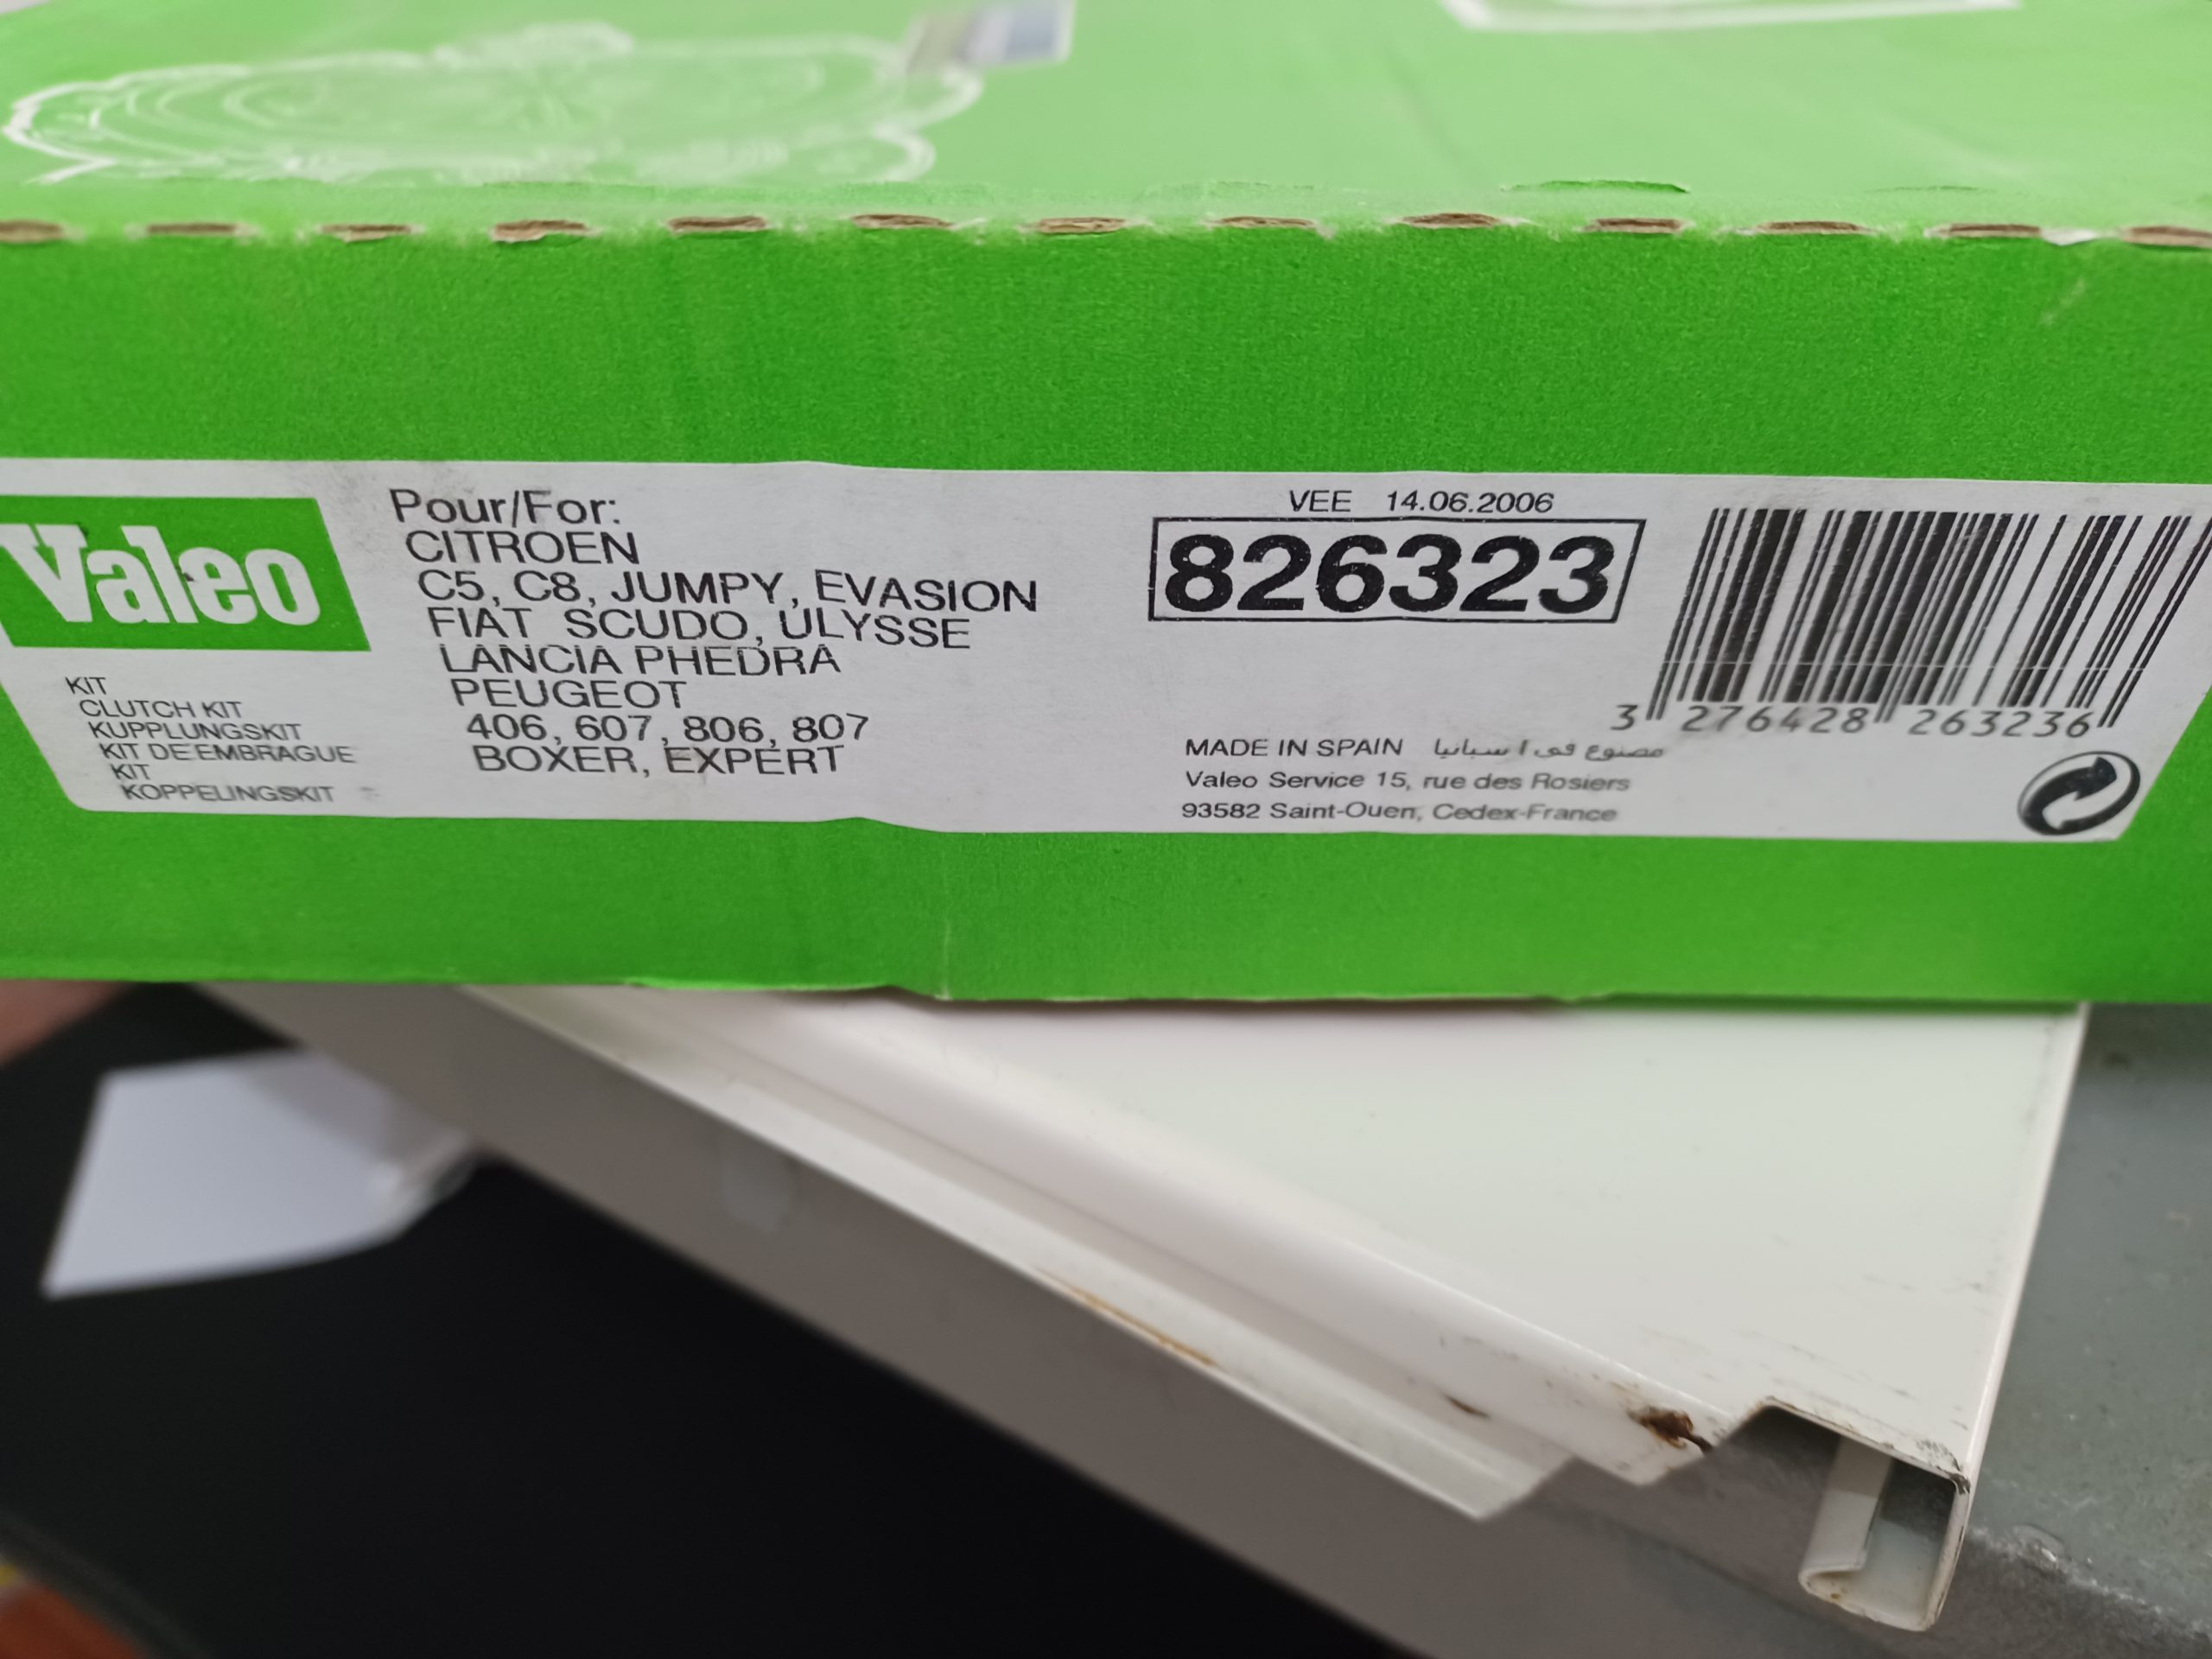 Valeo
KIT
CLUTCH KIT
KUPPLUNGSKIT
KIT DE EMBRAGUE
KIT
KOPPELINGSKIT
Pour/For:
CITROEN
C5, C8, JUMPY, EVASION
FIAT SCUDO, ULYSSE
LANCIA PHEDRA
PEUGEOT
406, 607, 806, 807
BOXER, EXPERT
VEE 14.06.2006
826323
3 276428 263236
MADE IN SPAIN مصنوع فى اسبانيا
Valeo Service 15, rue des Rosiers
93582 Saint-Ouen, Cedex-France